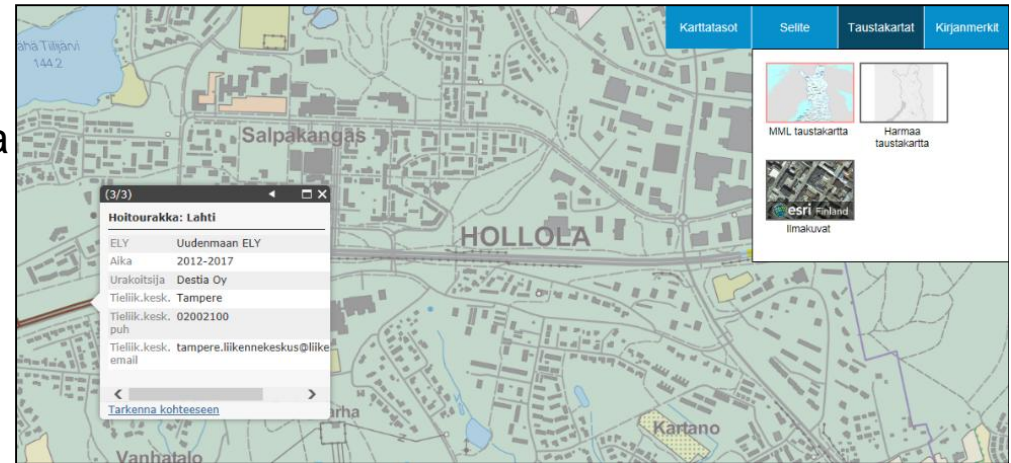 a
Karttatasot
Selite
Taustakartat
Kirjanmerkit
MML taustakartta
Harmaa
taustakartta
esri Finland
Ilmakuvat
144.2
Salpakangas
HOLLOLA
(3/3)
Hoitourakka: Lahti
ELY Uudenmaan ELY
Aika 2012-2017
Urakoitsija Destia Oy
Tieliik.kesk. Tampere
Tieliik.kesk. 02002100
puh
Tieliik.kesk. tampere.liikennekeskus@liike
email
Tarkenna kohteeseen
arha
Kartano
Vanhatalo